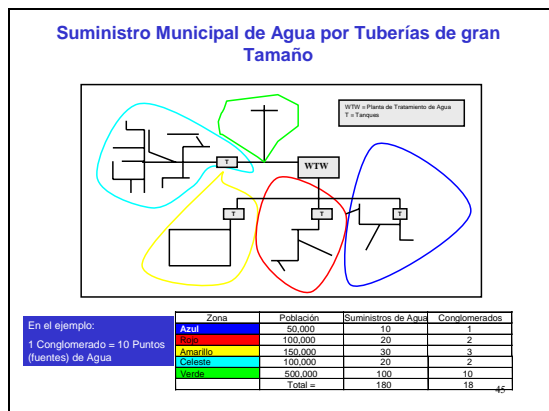 Suministro Municipal de Agua por Tuberías de gran
Tamaño
WTW = Planta de Tratamiento de Agua
T = Tanques
T
WTW
T
T
T
En el ejemplo:
1 Conglomerado = 10 Puntos
(fuentes) de Agua
Zona Población Suministros de Agua Conglomerados
Azul 50,000 10 1
Rojo 100,000 20 2
Amarillo 150,000 30 3
Celeste 100,000 20 2
Verde 500,000 100 10
Total = 180 18
45